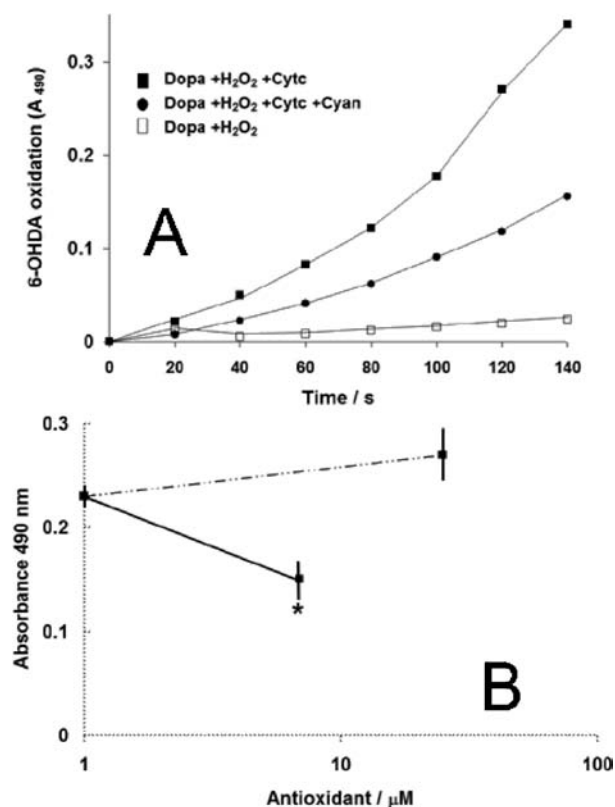 0.3
0.2
0.1
0
6-OHDA oxidation (A 490)
Dopa +H2O2 +Cytc
Dopa +H2O2 +Cytc +Cyan
Dopa +H2O2
A
0 20 40 60 80 100 120 140
Time / s
0.3
0.2
0.1
0
Absorbance 490 nm
*
B
1 10 100
Antioxidant / µM